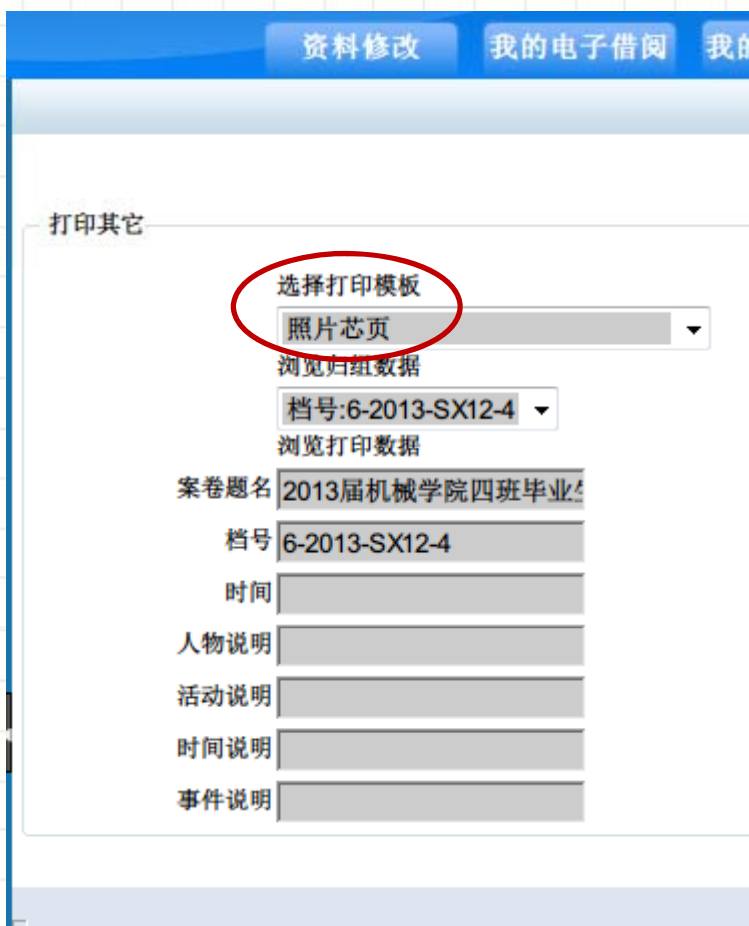 资料修改 我的电子借阅 我的
打印其它
选择打印模板
照片芯页
浏览归组数据
档号:6-2013-SX12-4
浏览打印数据
案卷题名 2013届机械学院四班毕业
档号 6-2013-SX12-4
时间
人物说明
活动说明
时间说明
事件说明